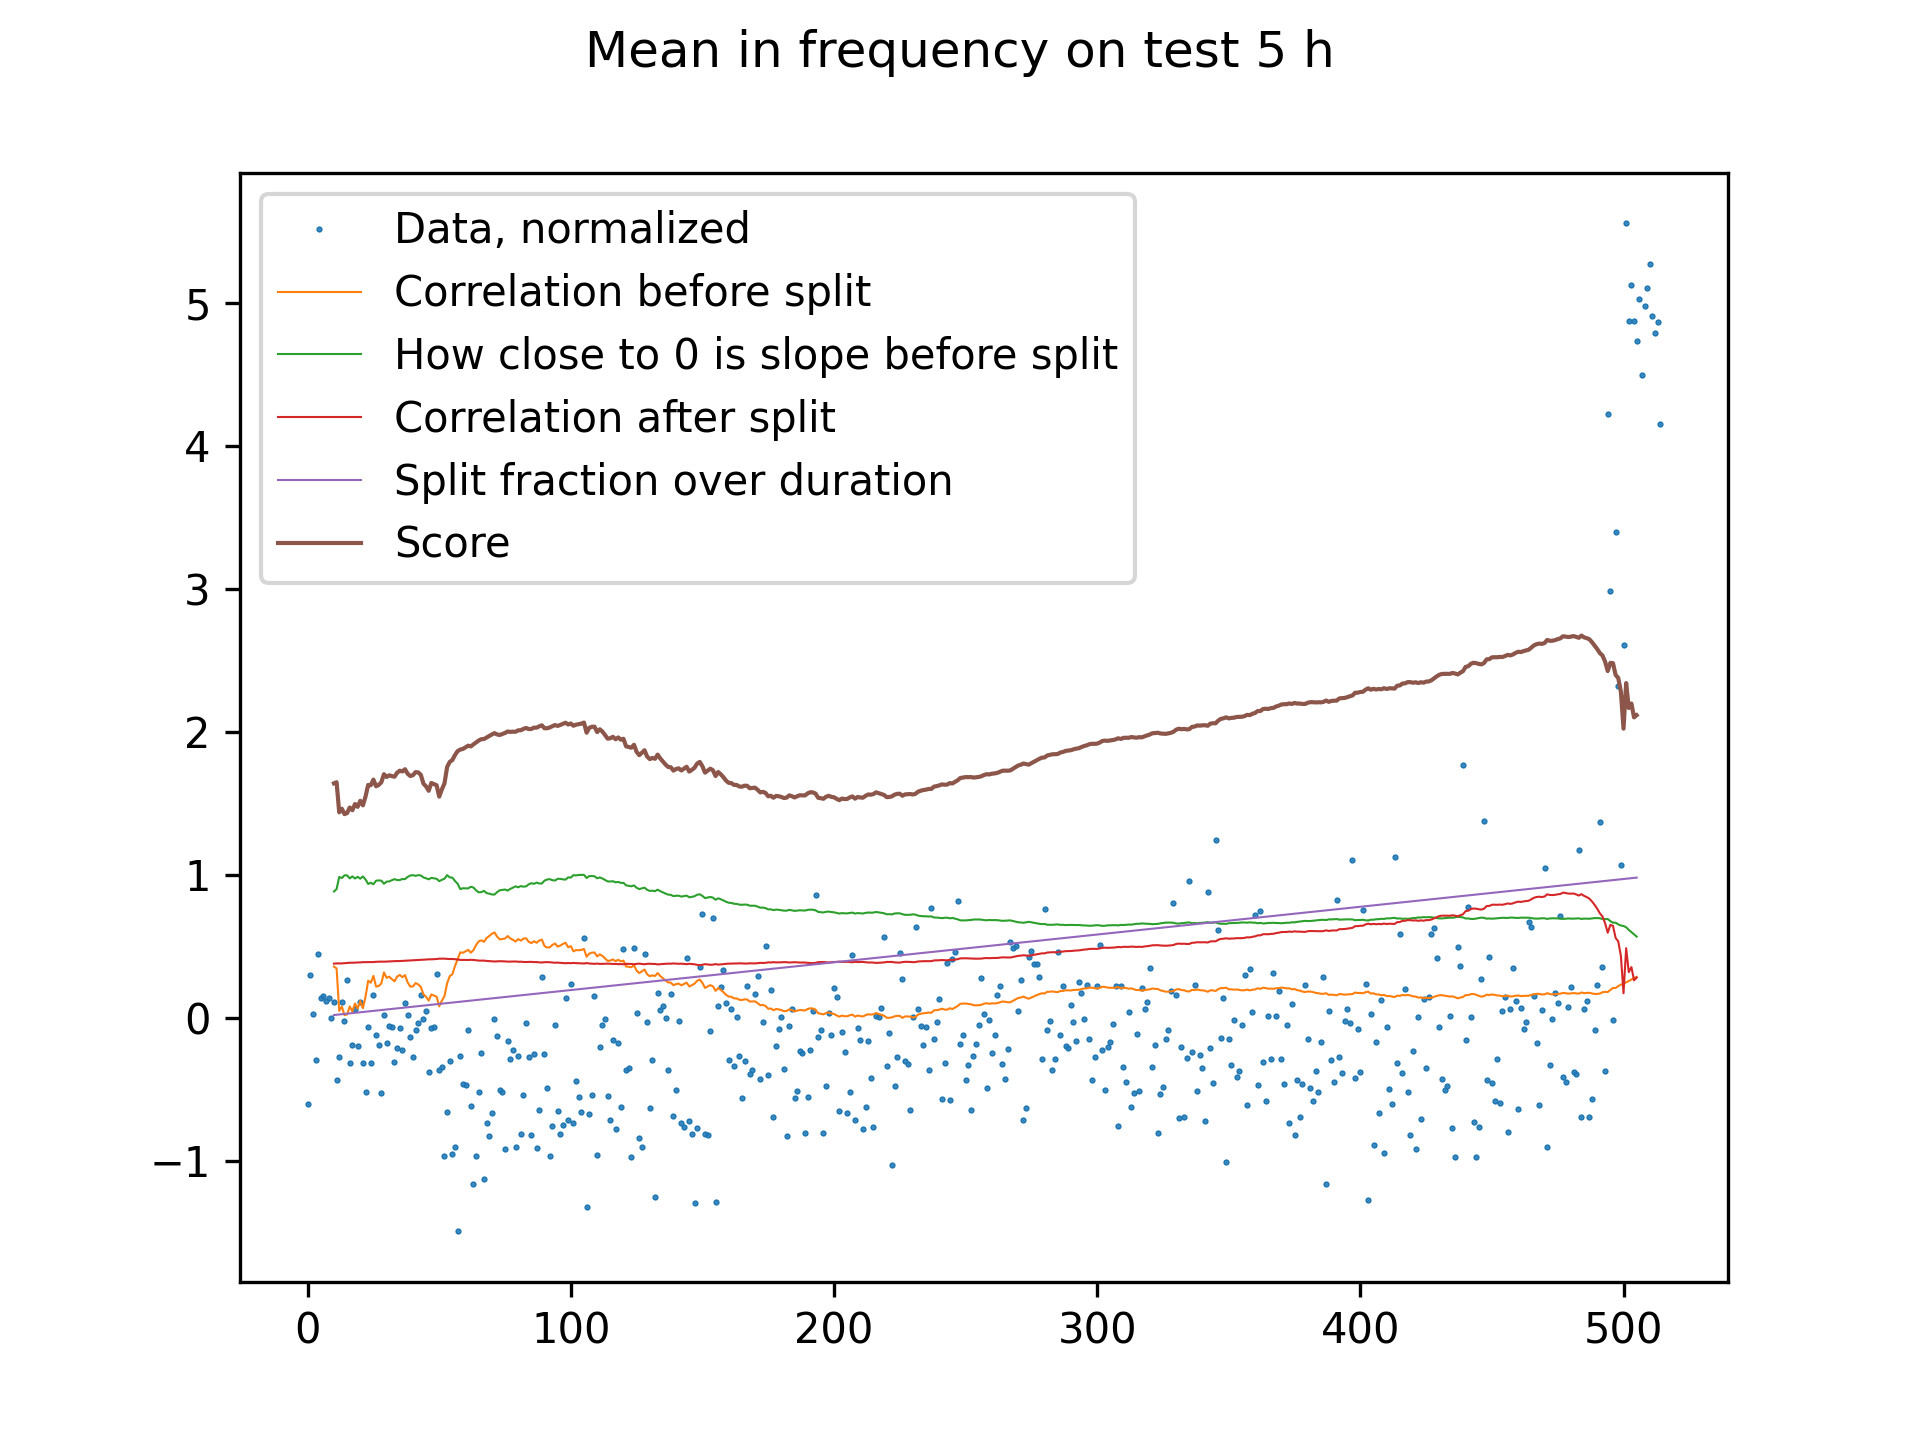 Mean in frequency on test 5 h
Data, normalized
Correlation before split
How close to 0 is slope before split
Correlation after split
Split fraction over duration
Score
5
4
3
2
1
0
−1
0 100 200 300 400 500